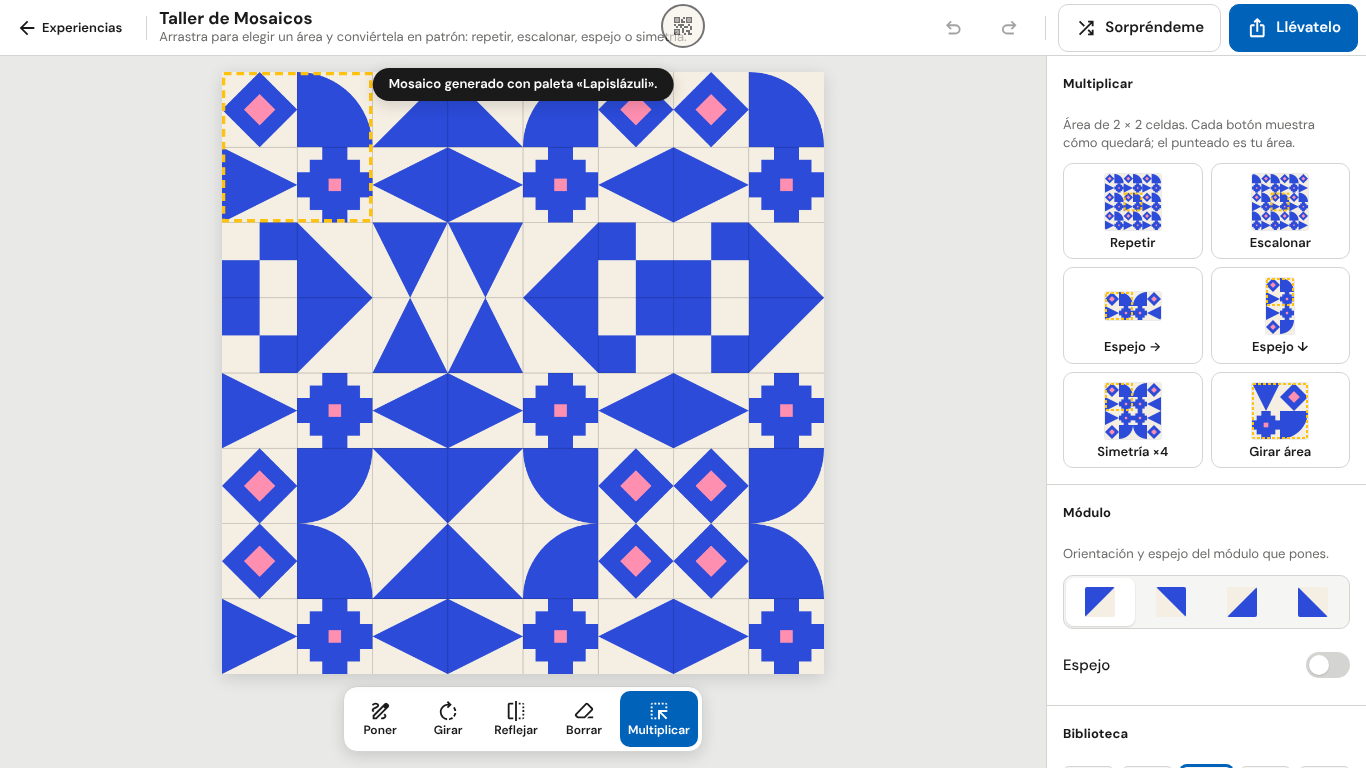 Experiencias
Taller de Mosaicos
Arrastra para elegir un área y conviértela en patrón: repetir, escalonar, espejo o simetría.
Sorpréndeme
Llévatelo
Mosaico generado con paleta «Lapislázuli».
Multiplicar
Área de 2 × 2 celdas. Cada botón muestra
cómo quedará; el punteado es tu área.
Repetir
Escalonar
Espejo →
Espejo ↓
Simetría ×4
Girar área
Módulo
Orientación y espejo del módulo que pones.
Espejo
Biblioteca
Poner
Girar
Reflejar
Borrar
Multiplicar